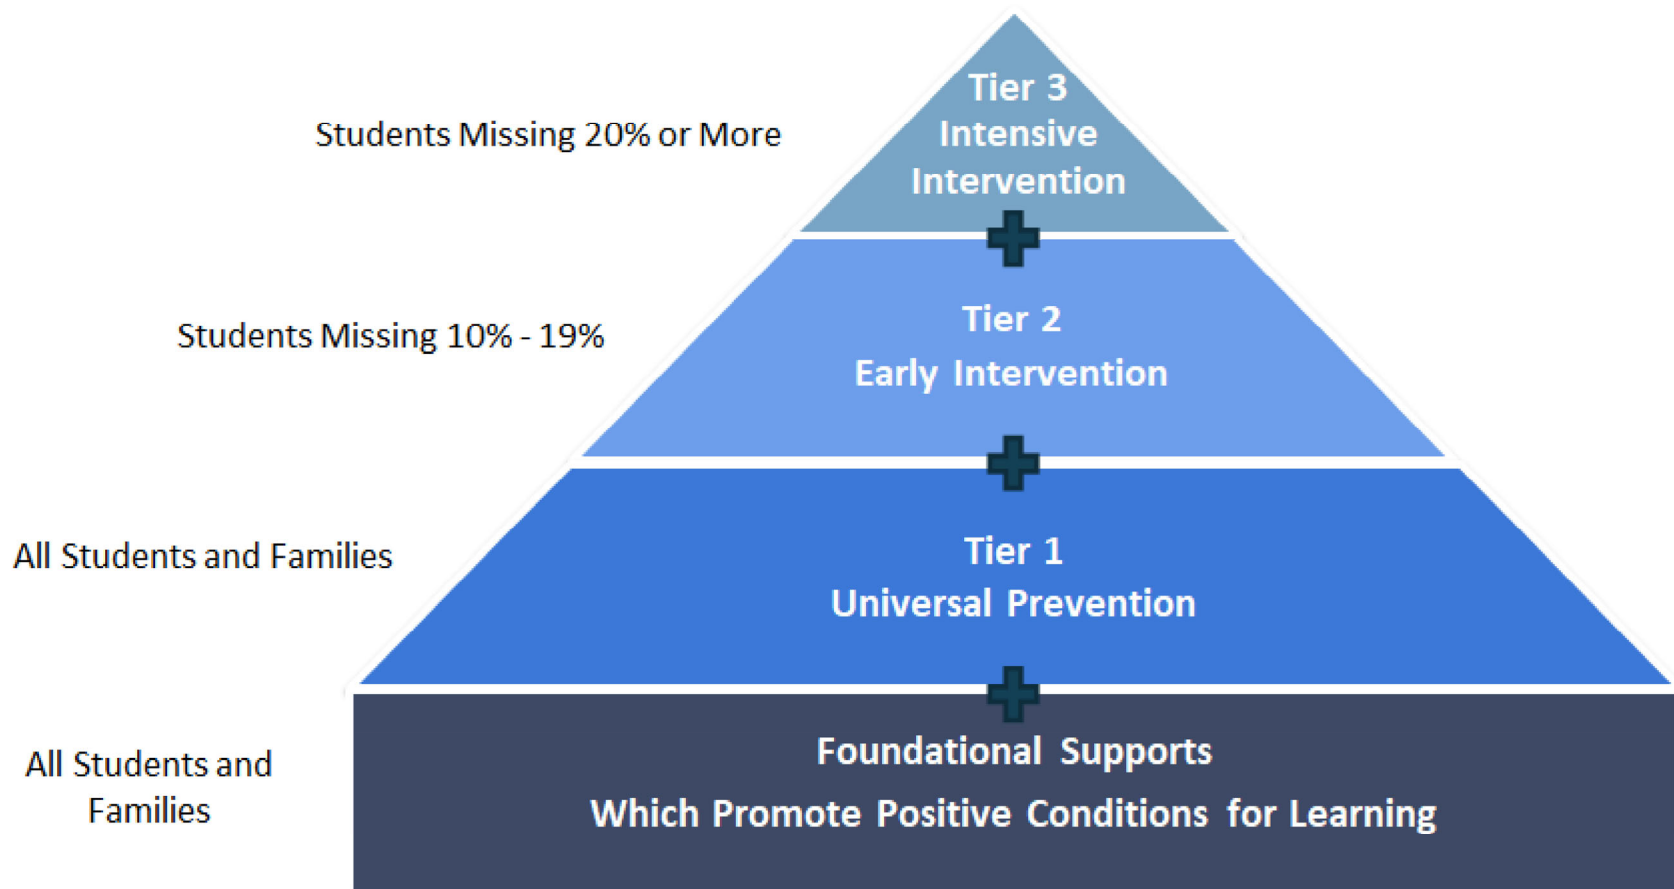 Tier 3
Intensive
Intervention
Students Missing 20% or More
Tier 2
Early Intervention
Students Missing 10% - 19%
Tier 1
Universal Prevention
All Students and Families
Foundational Supports
Which Promote Positive Conditions for Learning
All Students and
Families